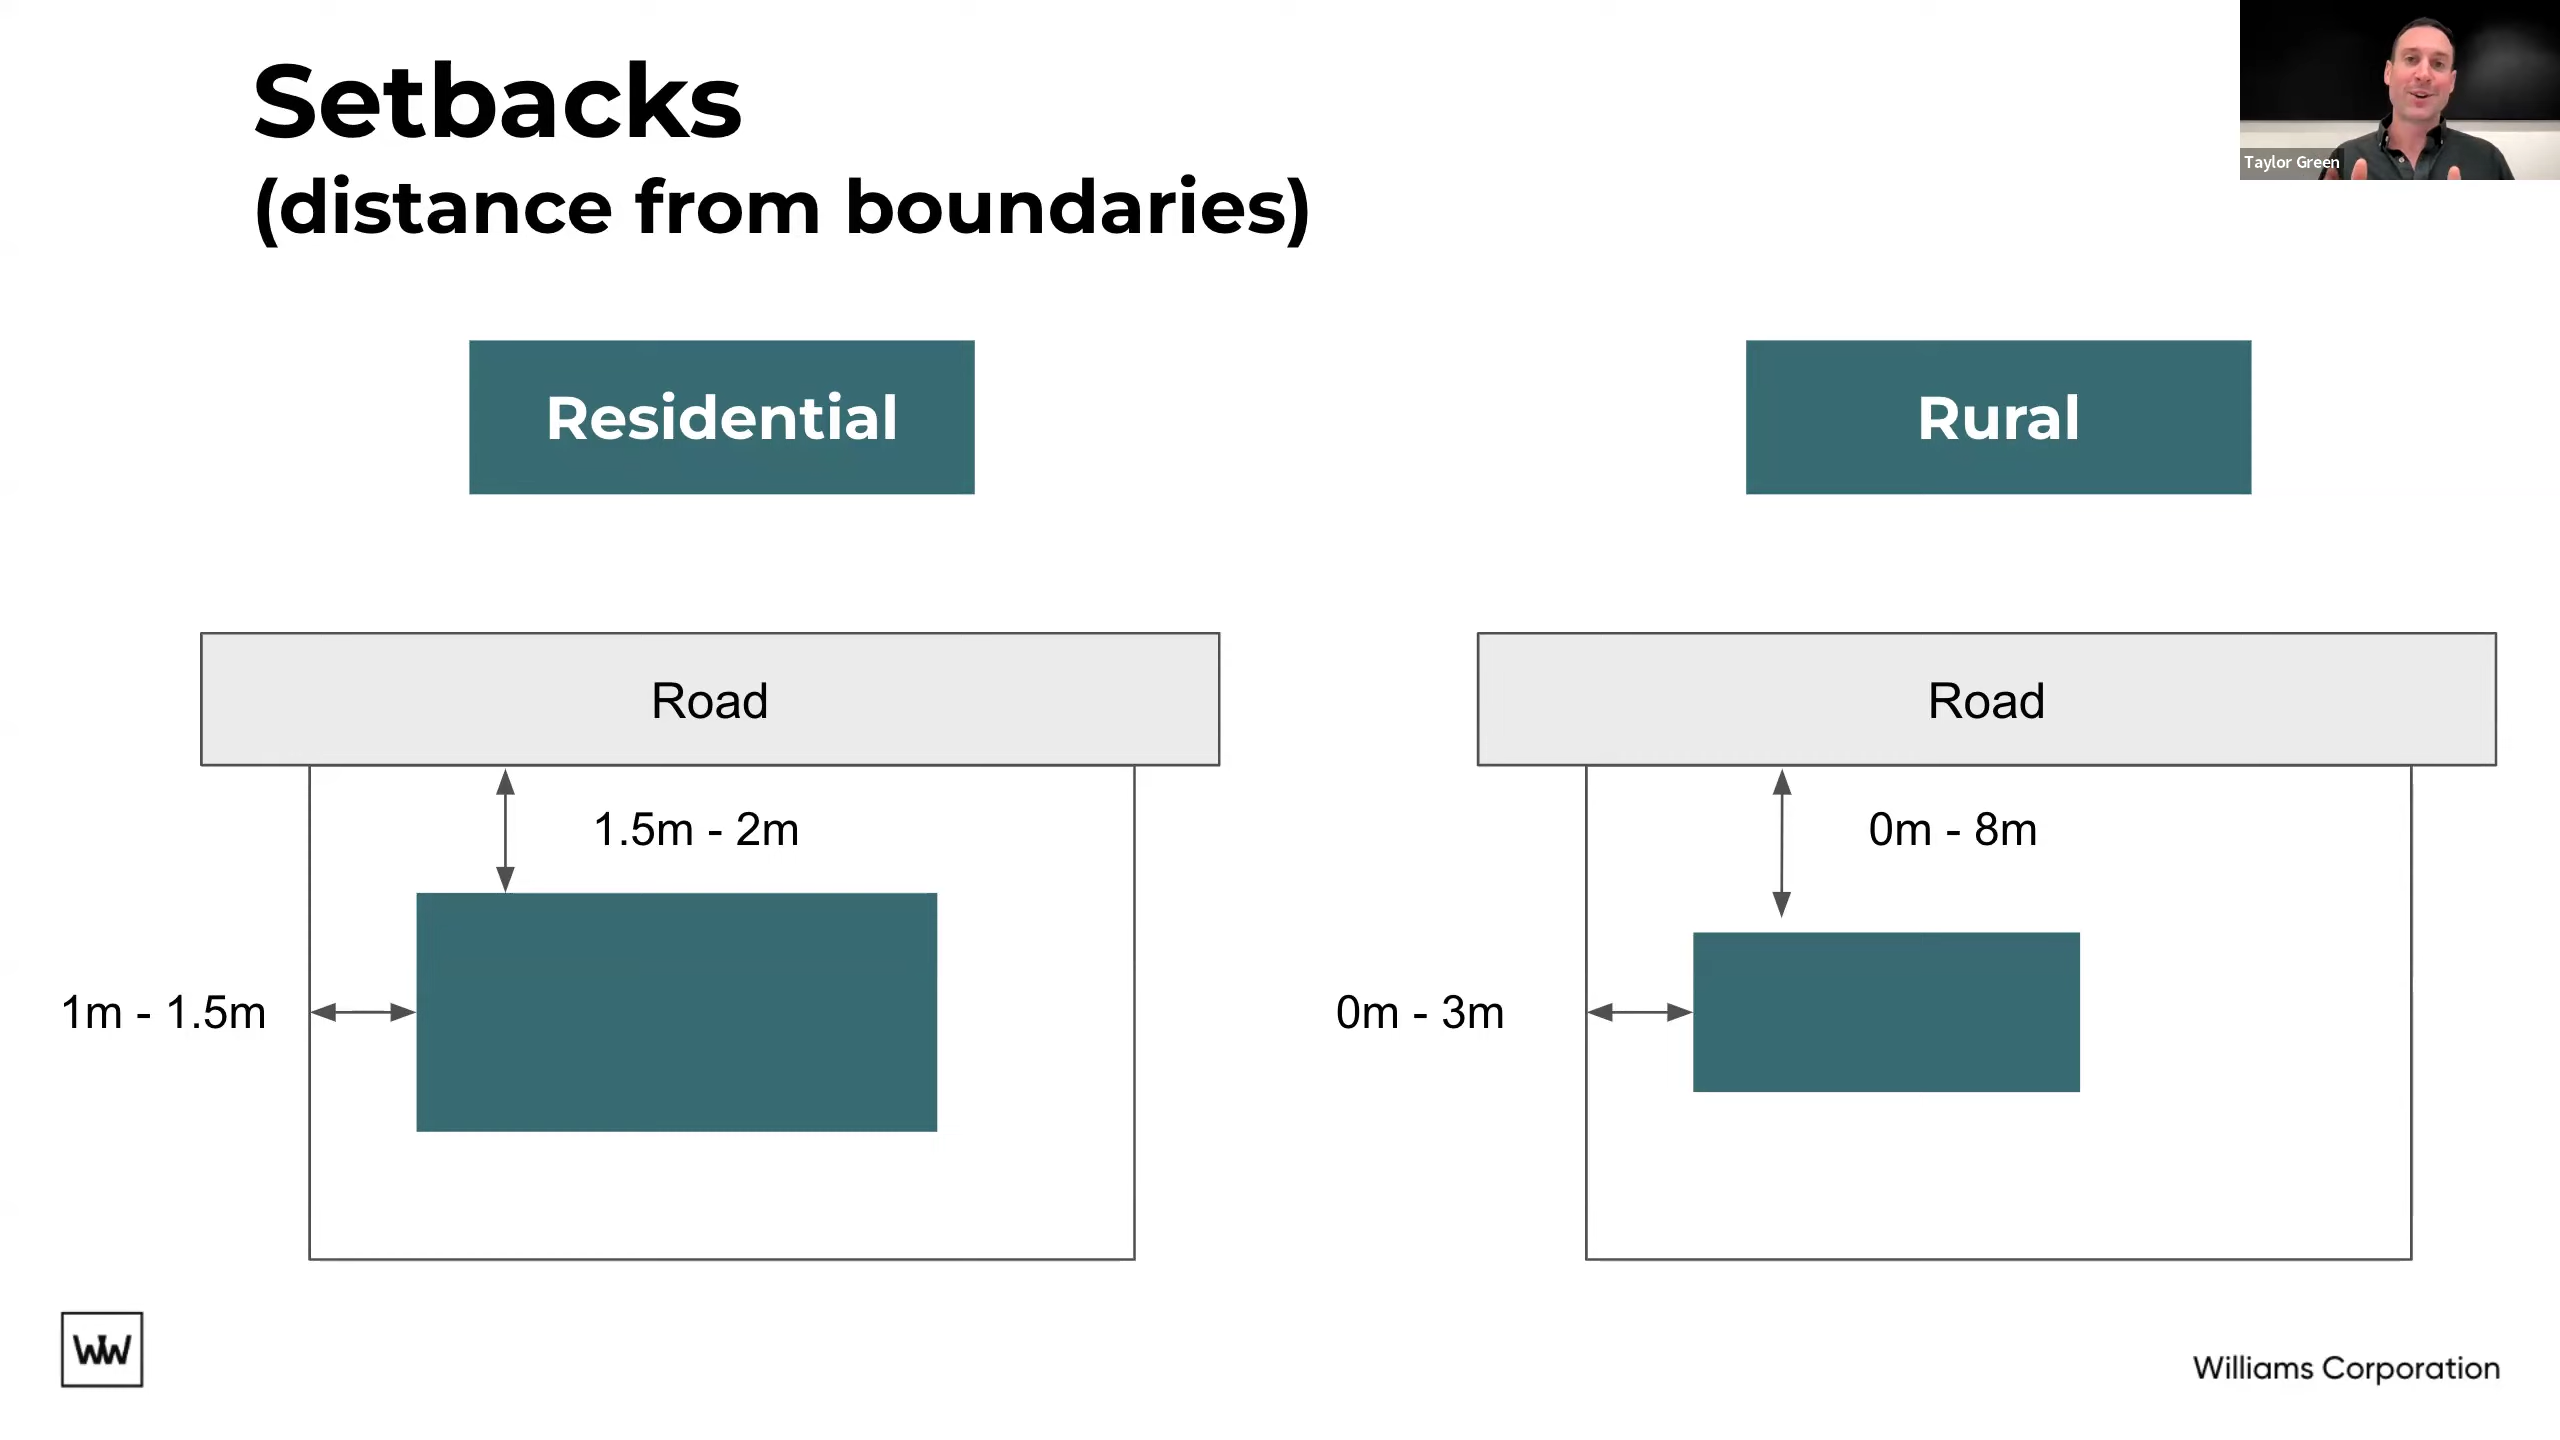 Setbacks
(distance from boundaries)
Taylor Green
Residential
Rural
Road
Road
1.5m - 2m
0m - 8m
1m - 1.5m
0m - 3m
WW
Williams Corporation